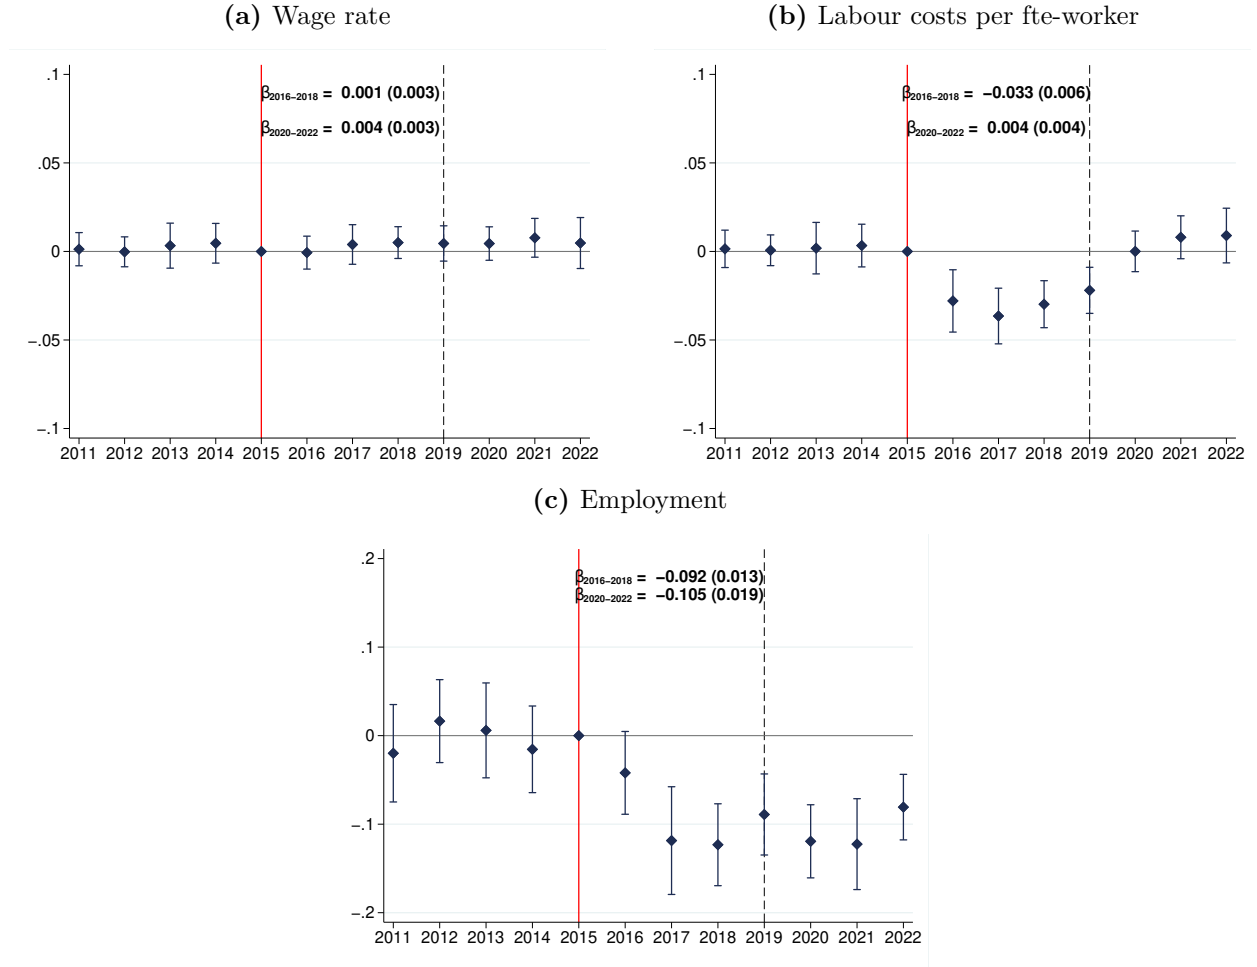 (a) Wage rate
.1
.05
0
−.05
−.1
β2016−2018 = 0.001 (0.003)
β2020−2022 = 0.004 (0.003)
2011 2012 2013 2014 2015 2016 2017 2018 2019 2020 2021 2022
(b) Labour costs per fte-worker
.1
.05
0
−.05
−.1
β2016−2018 = −0.033 (0.006)
β2020−2022 = 0.004 (0.004)
2011 2012 2013 2014 2015 2016 2017 2018 2019 2020 2021 2022
(c) Employment
.2
.1
0
−.1
−.2
β2016−2018 = −0.092 (0.013)
β2020−2022 = −0.105 (0.019)
2011 2012 2013 2014 2015 2016 2017 2018 2019 2020 2021 2022